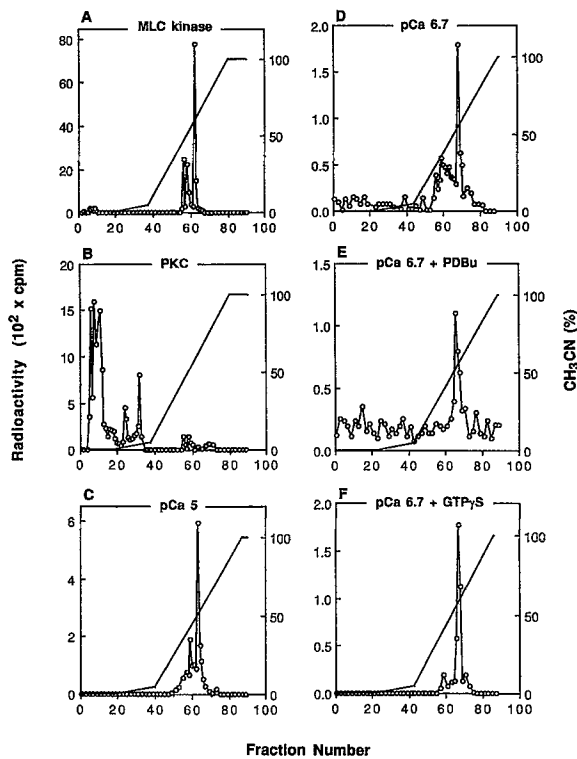 A
MLC kinase
80
60
40
20
0
100
50
0
0 20 40 60 80 100
B
PKC
20
15
10
5
0
100
50
0
0 20 40 60 80 100
C
pCa 5
6
4
2
0
100
50
0
0 20 40 60 80 100
D
pCa 6.7
2.0
1.5
1.0
0.5
0.0
100
50
0
0 20 40 60 80 100
E
pCa 6.7 + PDBu
1.5
1.0
0.5
0.0
100
50
0
0 20 40 60 80 100
F
pCa 6.7 + GTPγS
2.0
1.5
1.0
0.5
0.0
100
50
0
0 20 40 60 80 100
Radioactivity (10² x cpm)
CH₃CN (%)
Fraction Number